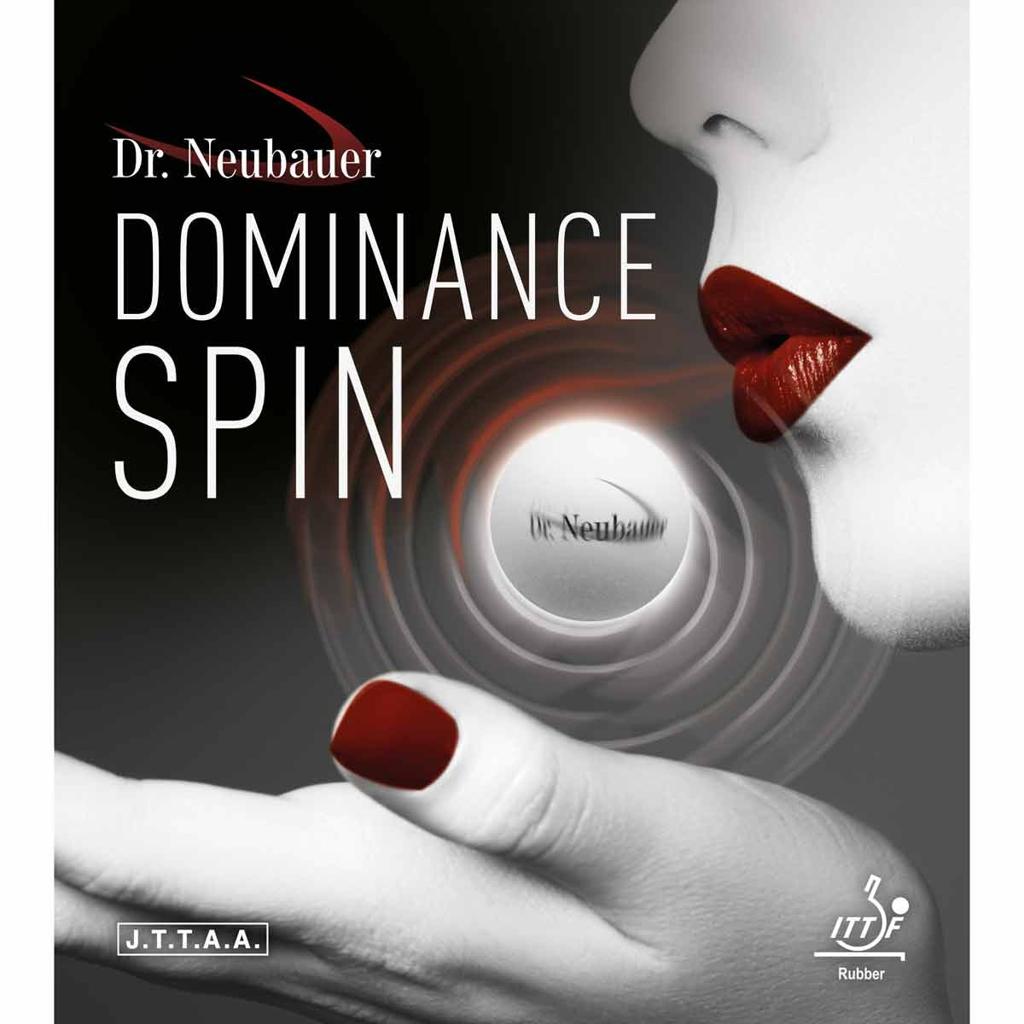 Dr. Neubauer
DOMINANCE
SPIN
Dr. Neubauer
J.T.T.A.A.
ITTF
Rubber